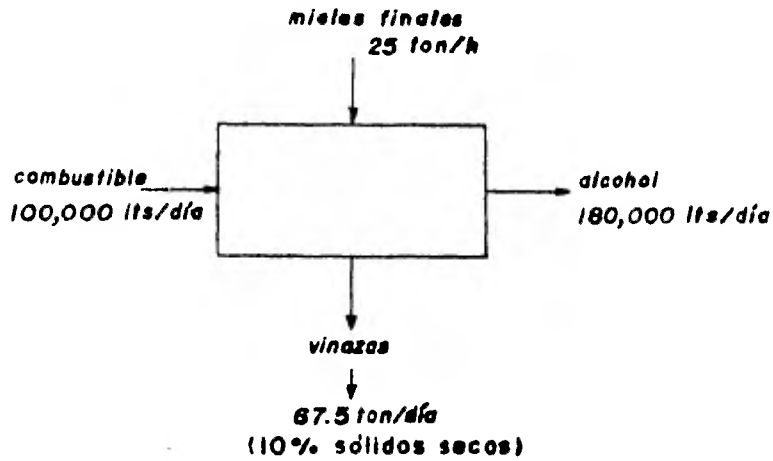 mieles finales
25 ton/h
combustible
100,000 lts/día
alcohol
180,000 lts/día
vinazas
67.5 ton/día
(10% sólidos secos)